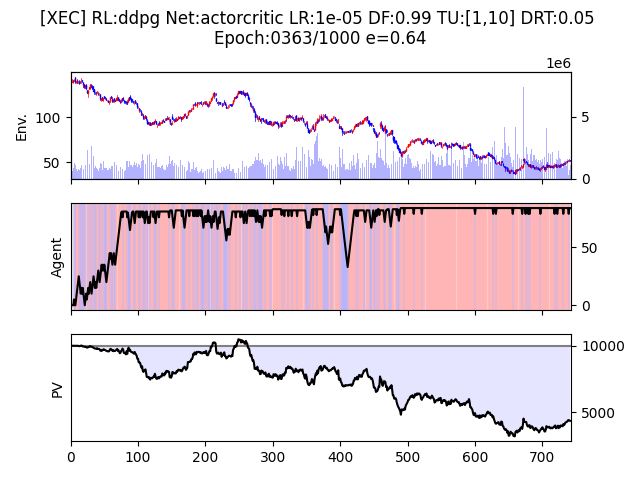 [XEC] RL:ddpg Net:actorcritic LR:1e-05 DF:0.99 TU:[1,10] DRT:0.05
Epoch:0363/1000 e=0.64
1e6
Env.
100
50
5
0
Agent
50
0
PV
10000
5000
0 100 200 300 400 500 600 700